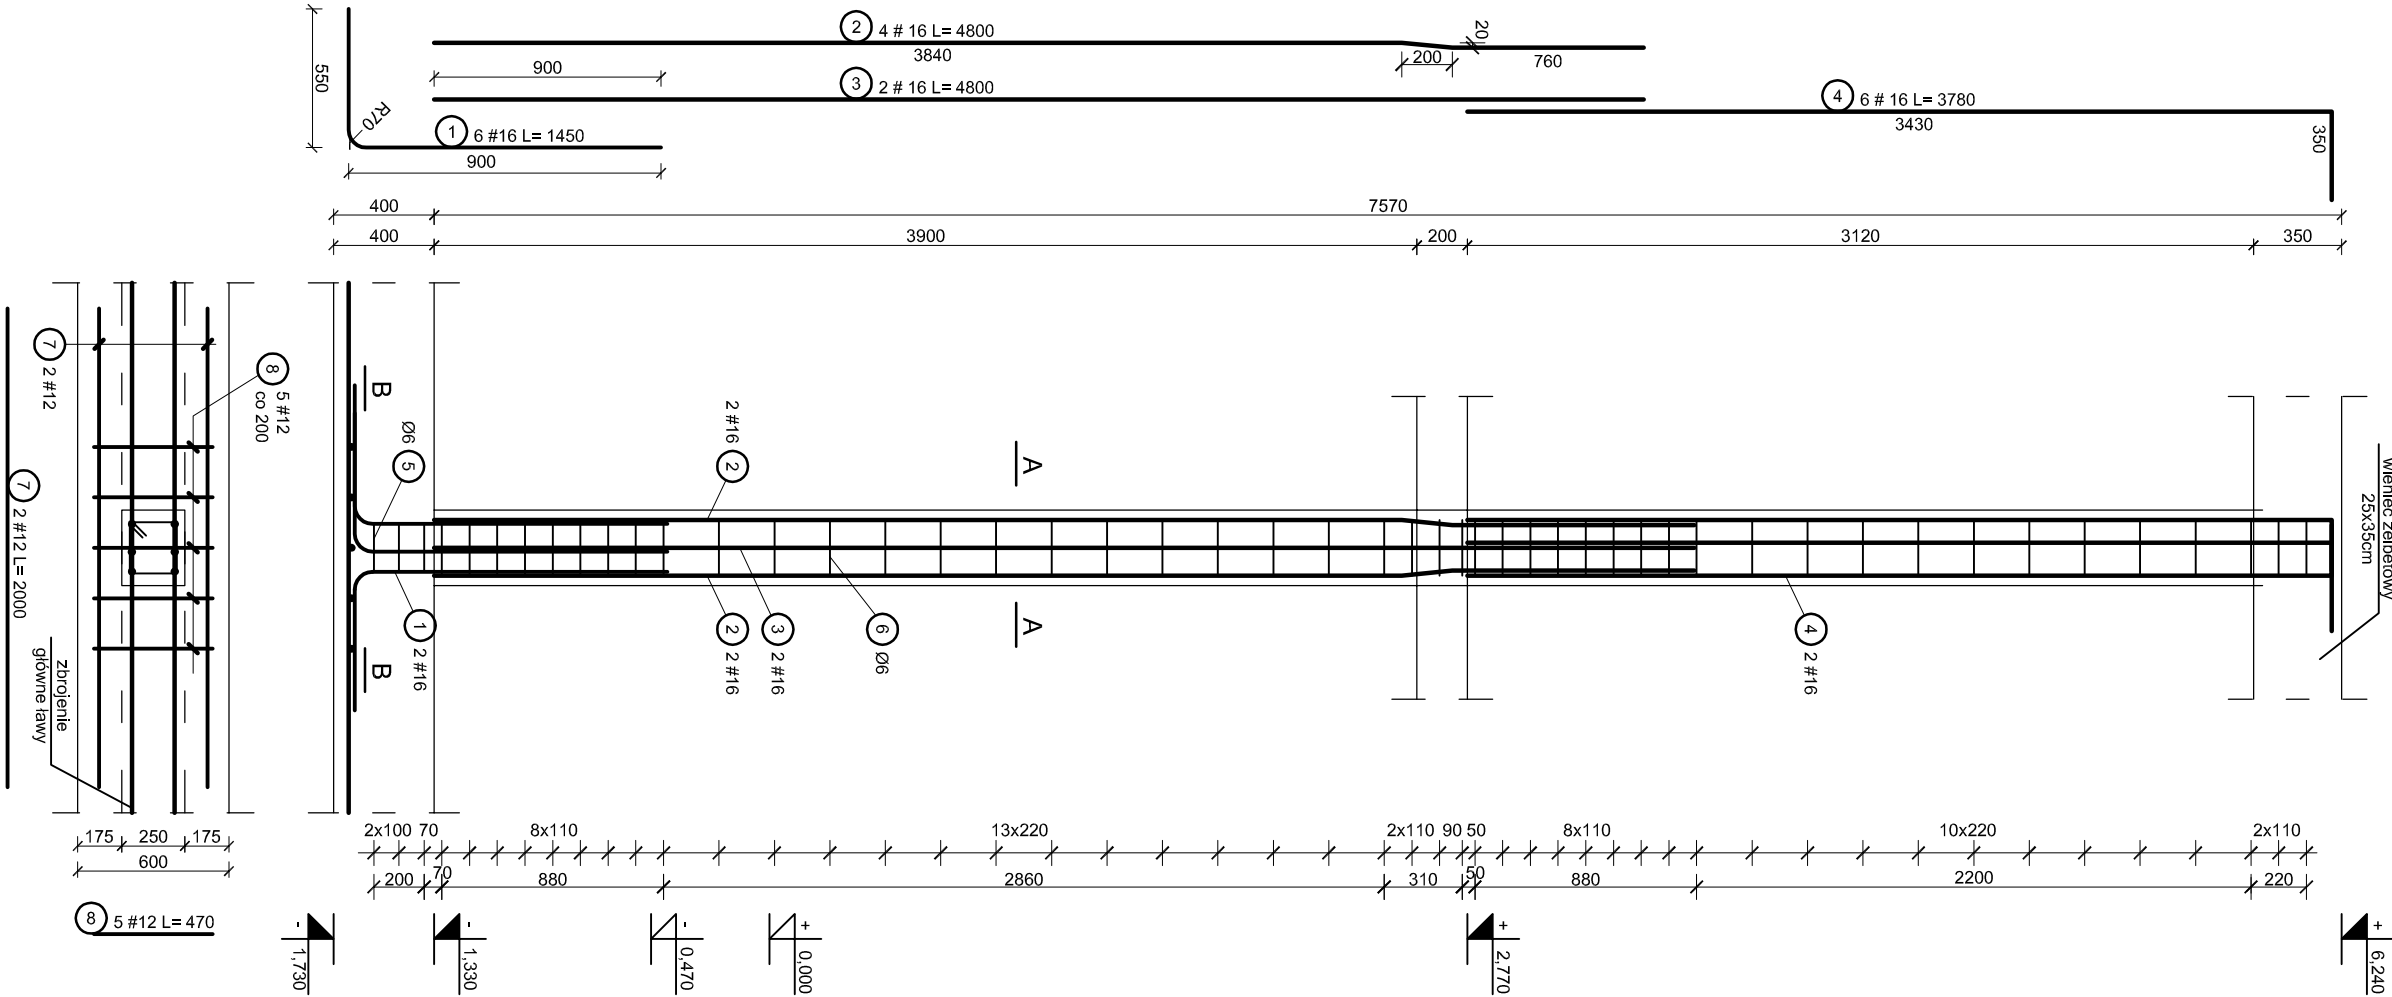 2 4 # 16 L= 4800
3840
200
20
760
900
3 2 # 16 L= 4800
4 6 # 16 L= 3780
3430
350
550
R70
1 6 #16 L= 1450
900
400
7570
400
3900
200
3120
350
7
2 #12
8
5 #12
co 200
7
2 #12 L= 2000
zbrojenie
główne ławy
175
250
175
600
8 5 #12 L= 470
B
B
Ø6
5
1
2 #16
2 #16
2
A
A
2
2 #16
3
2 #16
6
Ø6
4
2 #16
wieniec żelbetowy
25x35cm
2x100
70
8x110
13x220
2x110
90
50
8x110
10x220
2x110
200
70
880
2860
310
50
880
2200
220
-
1,730
-
1,330
-
0,470
+
0,000
+
2,770
+
6,240